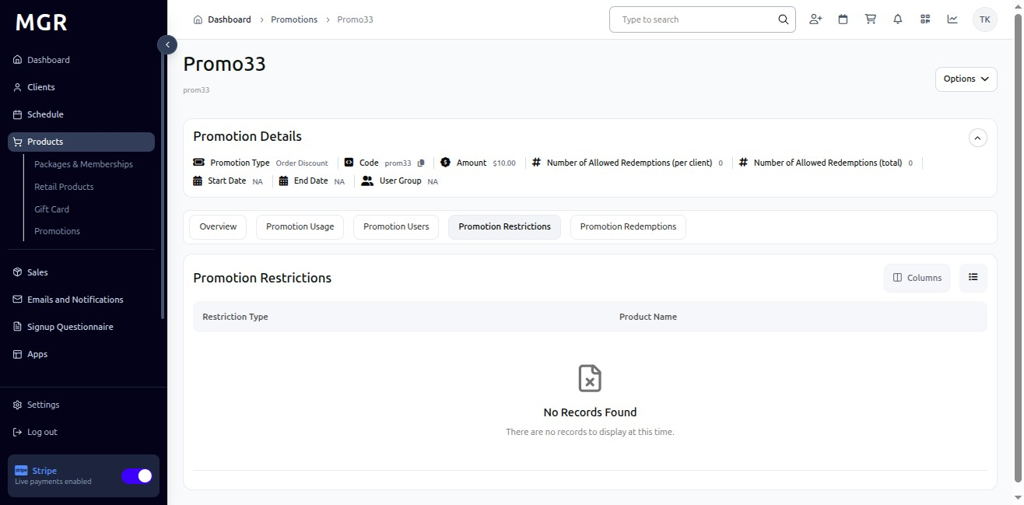 MGR
Dashboard
Clients
Schedule
Products
Packages & Memberships
Retail Products
Gift Card
Promotions
Sales
Emails and Notifications
Signup Questionnaire
Apps
Settings
Log out
Stripe
Live payments enabled
Dashboard > Promotions > Promo33
Type to search
TK
Promo33
prom33
Options
Promotion Details
Promotion Type Order Discount Code prom33 Amount $10.00 # Number of Allowed Redemptions (per client) 0 # Number of Allowed Redemptions (total) 0
Start Date NA End Date NA User Group NA
Overview Promotion Usage Promotion Users Promotion Restrictions Promotion Redemptions
Promotion Restrictions
Columns
Restriction Type Product Name
No Records Found
There are no records to display at this time.